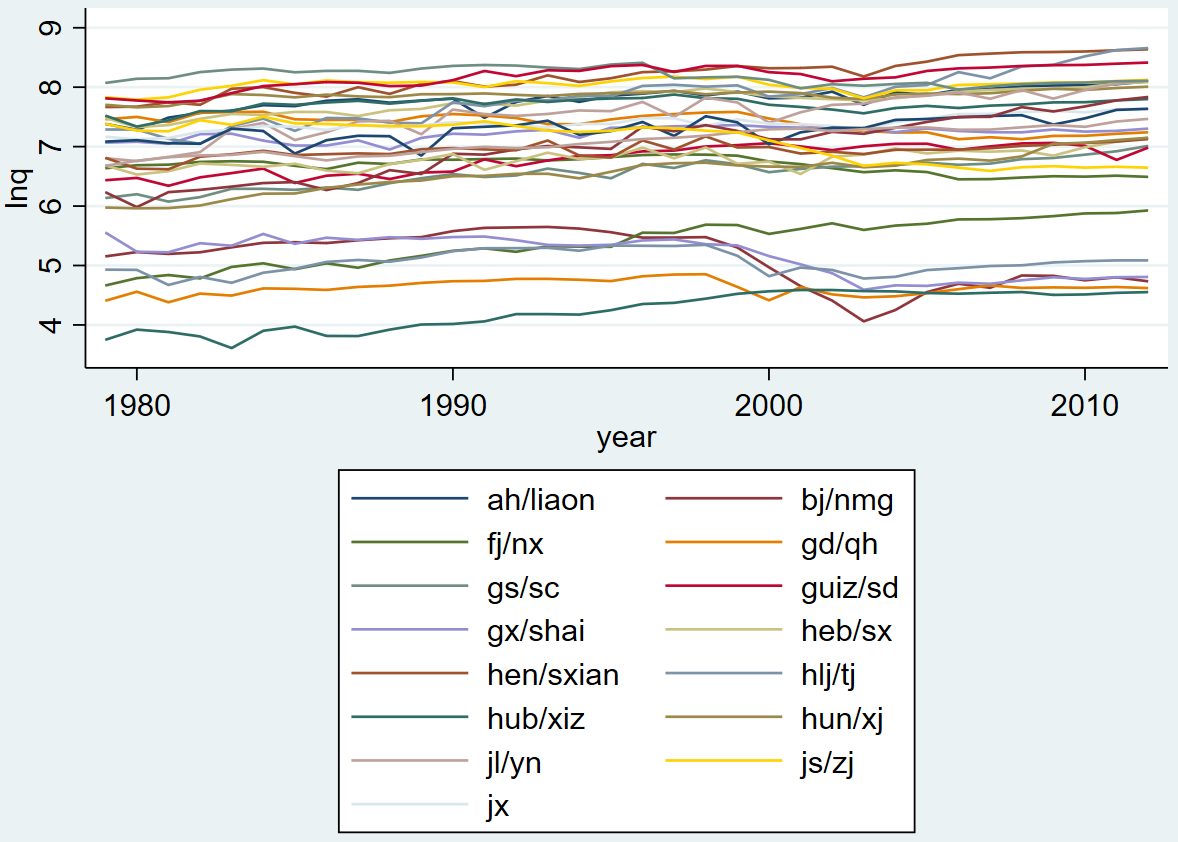 9
8
7
6
5
4
lnq
1980 1990 2000 2010
year
ah/liaon bj/nmg
fj/nx gd/qh
gs/sc guiz/sd
gx/shai heb/sx
hen/sxian hlj/tj
hub/xiz hun/xj
jl/yn js/zj
jx